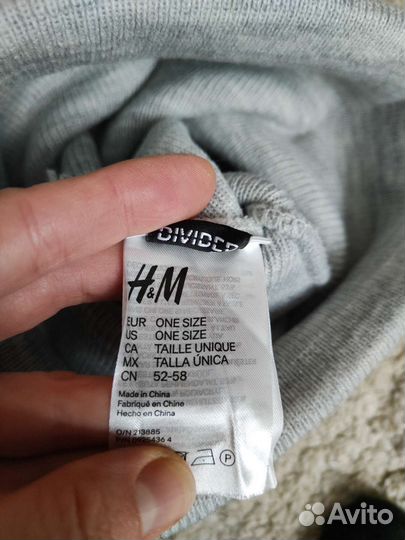 DIVIDED
H&M
EUR ONE SIZE
US ONE SIZE
CA TAILLE UNIQUE
MX TALLA ÚNICA
CN 52-58
Made in China
Fabriqué en Chine
Hecho en China
O/N 213885
P
Avito